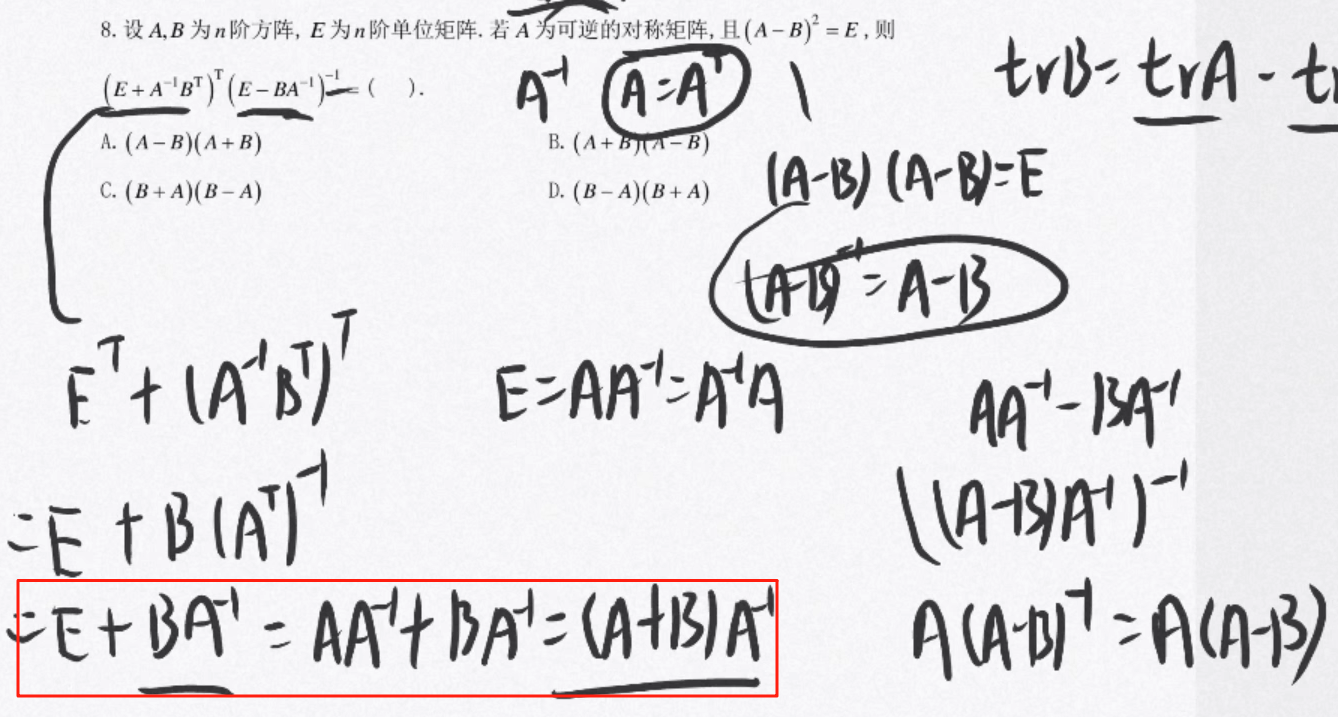 8. 设 A,B 为 n 阶方阵, E 为 n 阶单位矩阵. 若 A 为可逆的对称矩阵, 且 (A−B)² = E , 则
(E + A⁻¹Bᵀ)ᵀ(E − BA⁻¹)⁻¹ = (    ).
A⁻¹ A=Aᵀ
trB= trA - tr
A. (A−B)(A+B)
B. (A+B)(A−B)
C. (B+A)(B−A)
D. (B−A)(B+A)
(A-B)(A-B)=E
(A-B)⁻¹ = A-B
Eᵀ + (A⁻¹Bᵀ)ᵀ
E=AA⁻¹=A⁻¹A
AA⁻¹-BA⁻¹
=E + B(Aᵀ)⁻¹
((A-B)A⁻¹)⁻¹
=E+BA⁻¹ = AA⁻¹+BA⁻¹=(A+B)A⁻¹
A(A-B)⁻¹=A(A-B)